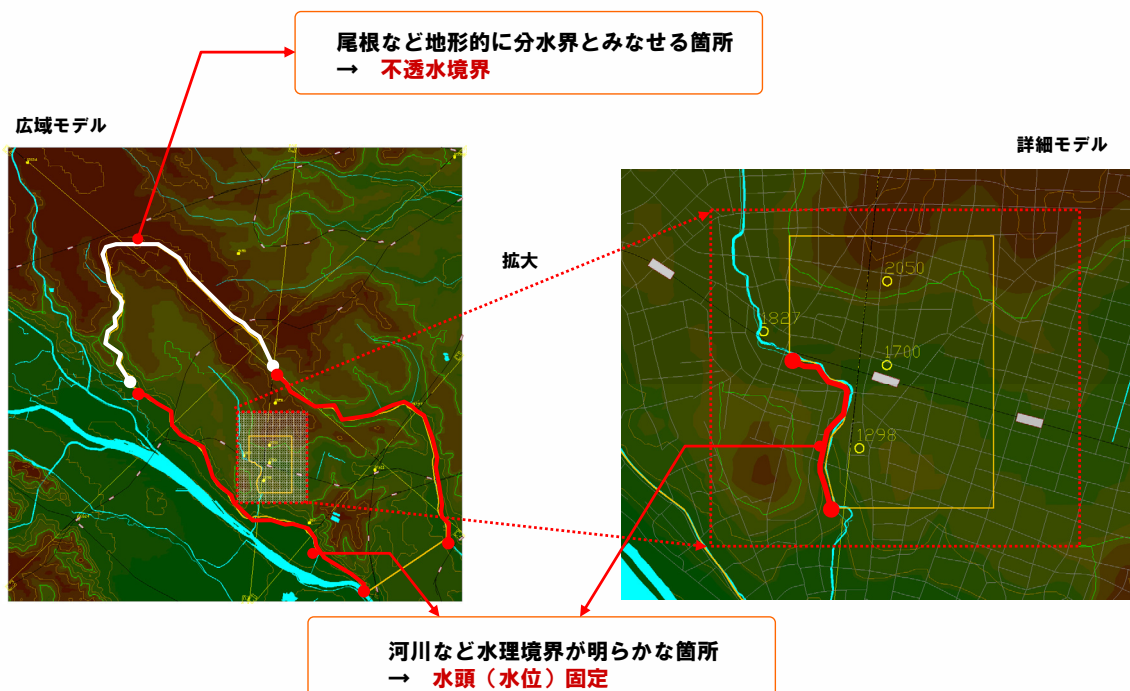 尾根など地形的に分水界とみなせる箇所
→ 不透水境界
広域モデル
詳細モデル
拡大
2050
1827
1700
1298
河川など水理境界が明らかな箇所
→ 水頭（水位）固定